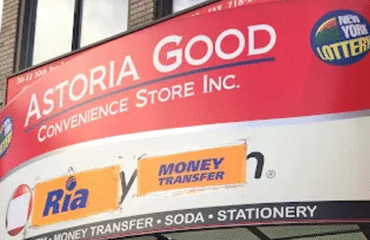 ASTORIA GOOD
CONVENIENCE STORE INC.
NEW YORK
LOTTERY
Ria
MONEY
TRANSFER
MONEY TRANSFER • SODA • STATIONERY